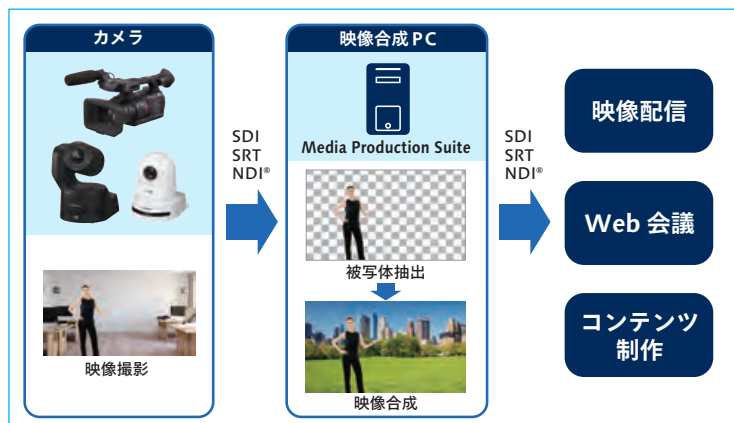 カメラ
映像撮影
SDI
SRT
NDI®
映像合成PC
Media Production Suite
被写体抽出
映像合成
SDI
SRT
NDI®
映像配信
Web 会議
コンテンツ
制作